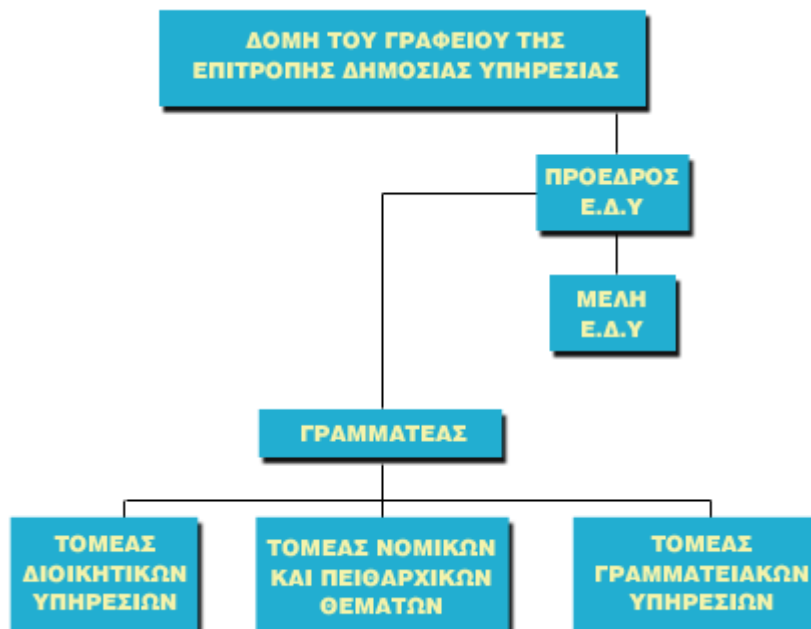 ΔΟΜΗ ΤΟΥ ΓΡΑΦΕΙΟΥ ΤΗΣ
ΕΠΙΤΡΟΠΗΣ ΔΗΜΟΣΙΑΣ ΥΠΗΡΕΣΙΑΣ
ΠΡΟΕΔΡΟΣ
Ε.Δ.Υ
ΜΕΛΗ
Ε.Δ.Υ
ΓΡΑΜΜΑΤΕΑΣ
ΤΟΜΕΑΣ
ΔΙΟΙΚΗΤΙΚΩΝ
ΥΠΗΡΕΣΙΩΝ
ΤΟΜΕΑΣ ΝΟΜΙΚΩΝ
ΚΑΙ ΠΕΙΘΑΡΧΙΚΩΝ
ΘΕΜΑΤΩΝ
ΤΟΜΕΑΣ
ΓΡΑΜΜΑΤΕΙΑΚΩΝ
ΥΠΗΡΕΣΙΩΝ